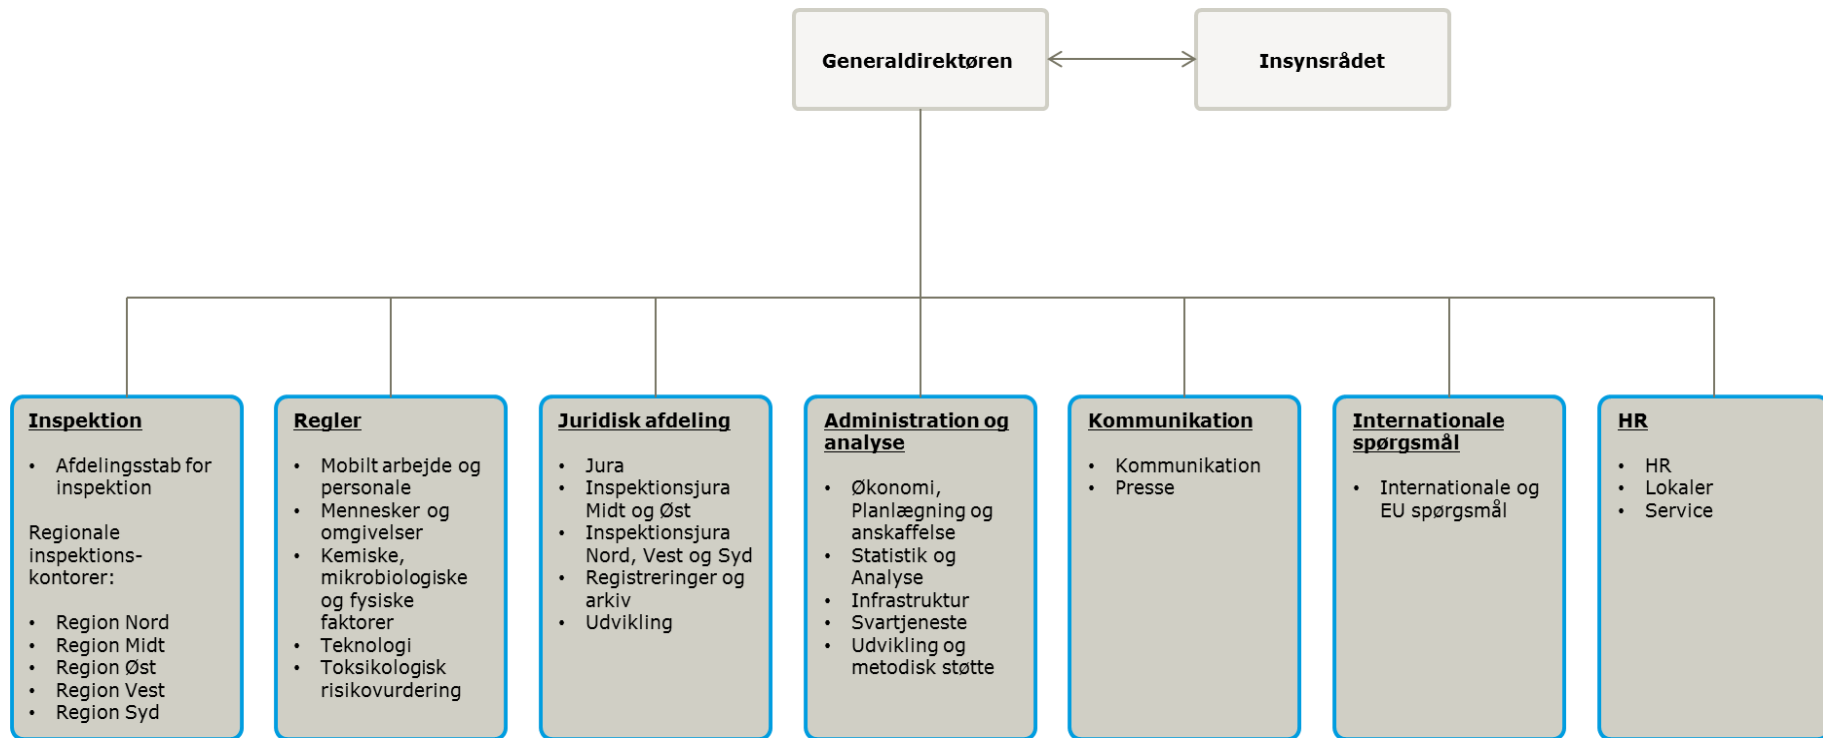 Generaldirektøren
Insynsrådet
Inspektion
• Afdelingsstab for
inspektion
Regionale
inspektions-
kontorer:
• Region Nord
• Region Midt
• Region Øst
• Region Vest
• Region Syd
Regler
• Mobilt arbejde og
personale
• Mennesker og
omgivelser
• Kemiske,
mikrobiologiske
og fysiske
faktorer
• Teknologi
• Toksikologisk
risikovurdering
Juridisk afdeling
• Jura
• Inspektionsjura
Midt og Øst
• Inspektionsjura
Nord, Vest og Syd
• Registreringer og
arkiv
• Udvikling
Administration og
analyse
• Økonomi,
Planlægning og
anskaffelse
• Statistik og
Analyse
• Infrastruktur
• Svartjeneste
• Udvikling og
metodisk støtte
Kommunikation
• Kommunikation
• Presse
Internationale
spørgsmål
• Internationale og
EU spørgsmål
HR
• HR
• Lokaler
• Service